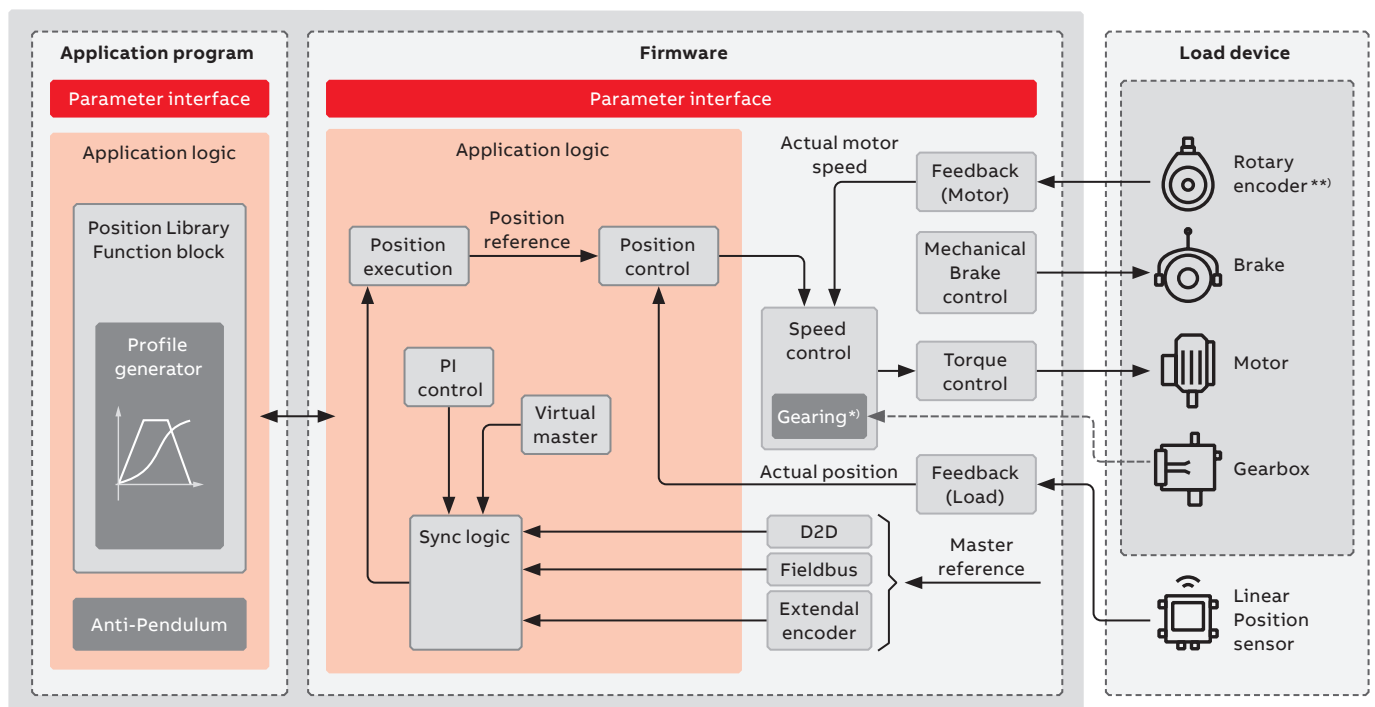 Application program
Parameter interface
Application logic
Position Library
Function block
Profile
generator
Anti-Pendulum
Firmware
Parameter interface
Application logic
Position
execution
Position
reference
Position
control
PI
control
Virtual
master
Sync logic
Actual motor
speed
Feedback
(Motor)
Mechanical
Brake
control
Speed
control
Gearing*)
Torque
control
Actual position
Feedback
(Load)
D2D
Fieldbus
Extendal
encoder
Master
reference
Load device
Rotary
encoder**)
Brake
Motor
Gearbox
Linear
Position
sensor